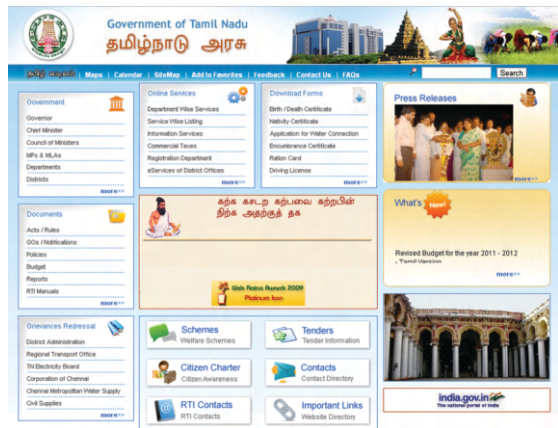 Government of Tamil Nadu
தமிழ்நாடு அரசு
தமிழ் வடிவம் | Maps | Calendar | SiteMap | Add to Favorites | Feedback | Contact Us | FAQs
Search
Government
Governor
Chief Minister
Council of Ministers
MPs & MLAs
Departments
Districts
more>>
Online Services
Department Wise Services
Service Wise Listing
Information Services
Commercial Taxes
Registration Department
eServices of District Offices
more>>
Download Forms
Birth / Death Certificate
Nativity Certificate
Application for Water Connection
Encumbrance Certificate
Ration Card
Driving License
more>>
Press Releases
Documents
Acts / Rules
GOs / Notifications
Policies
Budget
Reports
RTI Manuals
more>>
கற்க கசடற கற்பவை கற்றபின்
நிற்க அதற்குத் தக
Web Ratna Awards 2009
Platinum Icon
What's New!
Revised Budget for the year 2011 - 2012
- Tamil Version
more>>
Grievances Redressal
District Administration
Regional Transport Office
TN Electricity Board
Corporation of Chennai
Chennai Metropolitan Water Supply
Civil Supplies
more>>
Schemes
Welfare Schemes
Tenders
Tender Information
Citizen Charter
Citizen Awareness
Contacts
Contact Directory
RTI Contacts
RTI Contacts
Important Links
Website Directory
india.gov.in
The national portal of India